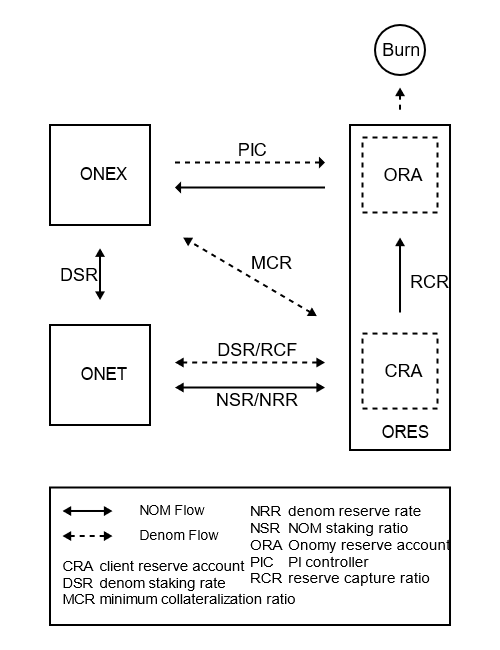 Burn
ONEX
PIC
ORA
DSR
MCR
RCR
ONET
DSR/RCF
NSR/NRR
CRA
ORES
NOM Flow
Denom Flow
CRA client reserve account
DSR denom staking rate
MCR minimum collateralization ratio
NRR denom reserve rate
NSR NOM staking ratio
ORA Onomy reserve account
PIC PI controller
RCR reserve capture ratio